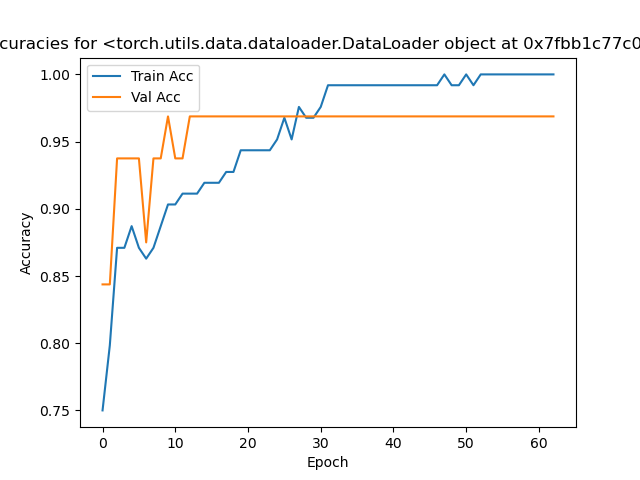 curacies for <torch.utils.data.dataloader.DataLoader object at 0x7fbb1c77c0
Train Acc
Val Acc
1.00
0.95
0.90
0.85
0.80
0.75
Accuracy
0 10 20 30 40 50 60
Epoch